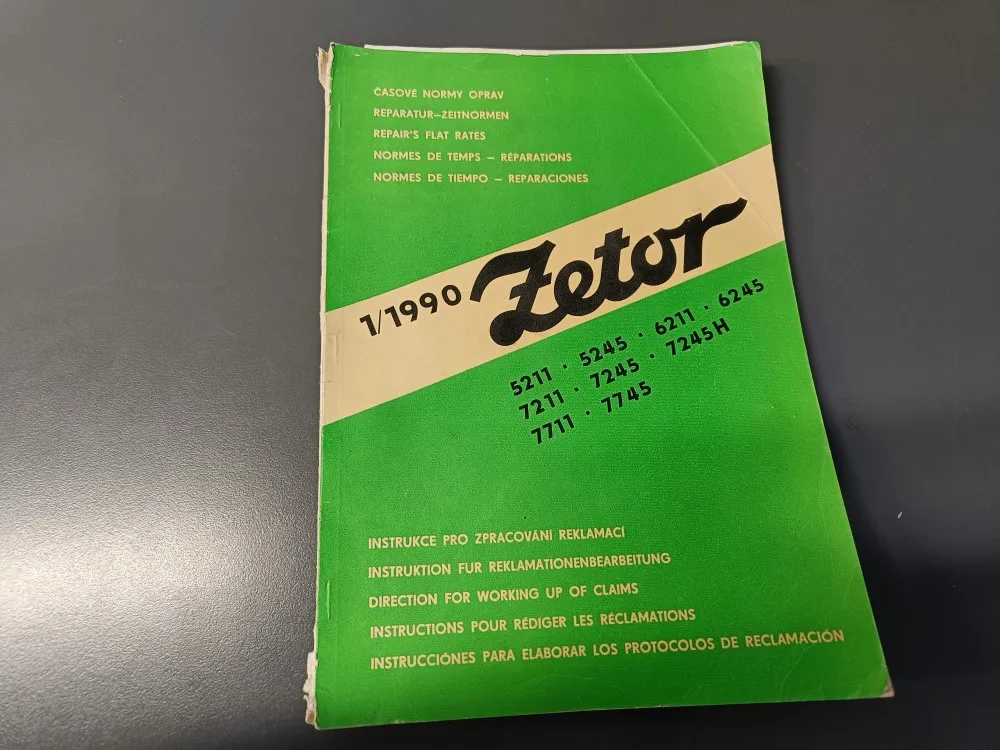 ČASOVÉ NORMY OPRAV
REPARATUR–ZEITNORMEN
REPAIR'S FLAT RATES
NORMES DE TEMPS – RÉPARATIONS
NORMES DE TIEMPO – REPARACIONES
1/1990 Zetor
5211 · 5245 · 6211 · 6245
7211 · 7245 · 7245H
7711 · 7745
INSTRUKCE PRO ZPRACOVÁNÍ REKLAMACÍ
INSTRUKTION FUR REKLAMATIONENBEARBEITUNG
DIRECTION FOR WORKING UP OF CLAIMS
INSTRUCTIONS POUR RÉDIGER LES RÉCLAMATIONS
INSTRUCCIÓNES PARA ELABORAR LOS PROTOCOLOS DE RECLAMACIÓN